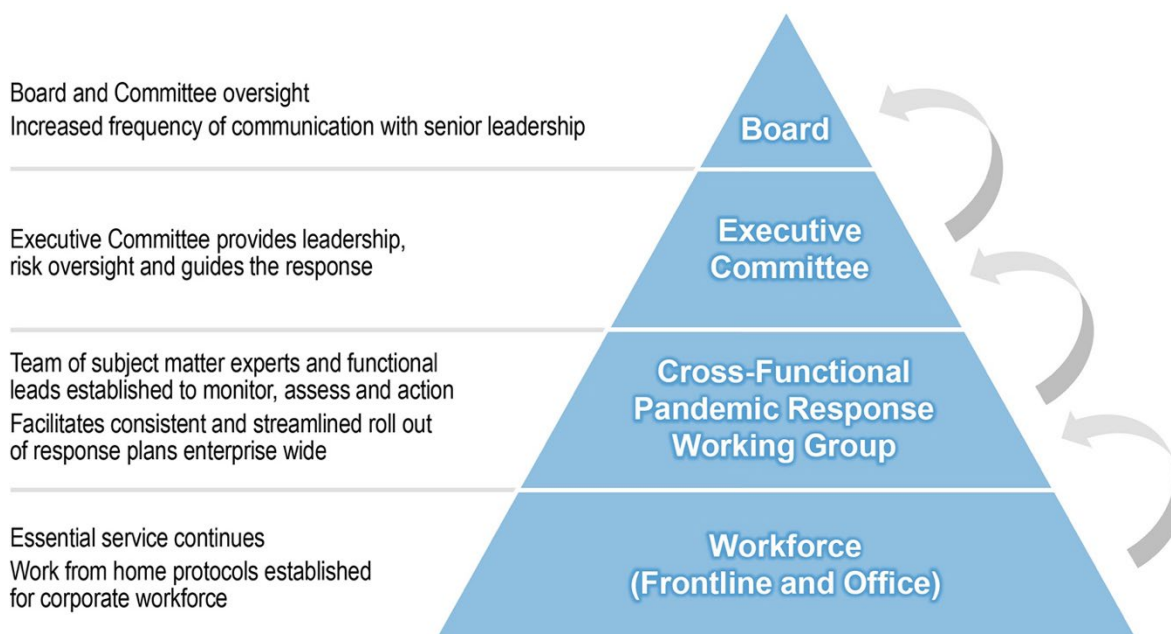 Board and Committee oversight
Increased frequency of communication with senior leadership
Board
Executive Committee provides leadership,
risk oversight and guides the response
Executive
Committee
Team of subject matter experts and functional
leads established to monitor, assess and action
Facilitates consistent and streamlined roll out
of response plans enterprise wide
Cross-Functional
Pandemic Response
Working Group
Essential service continues
Work from home protocols established
for corporate workforce
Workforce
(Frontline and Office)